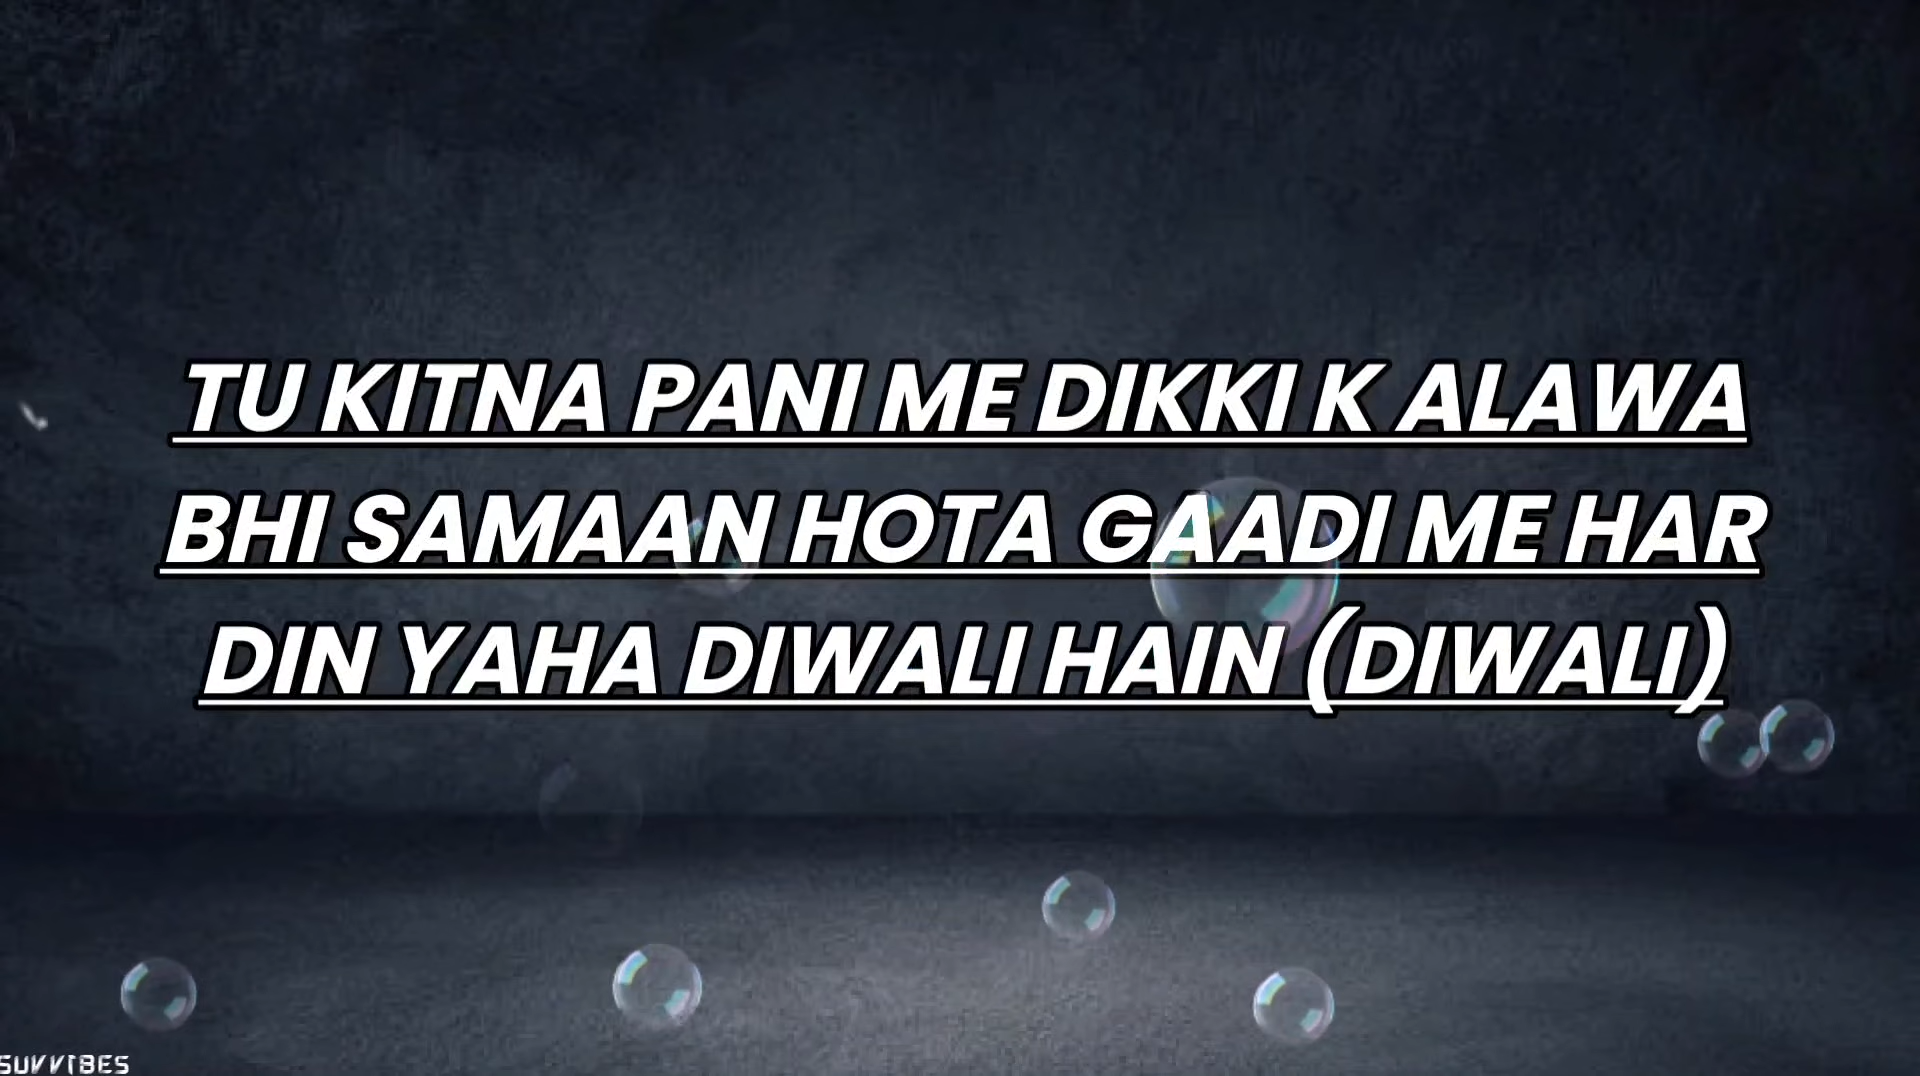 TU KITNA PANI ME DIKKI K ALAWA
BHI SAMAAN HOTA GAADI ME HAR
DIN YAHA DIWALI HAIN (DIWALI)
SUVVIBES